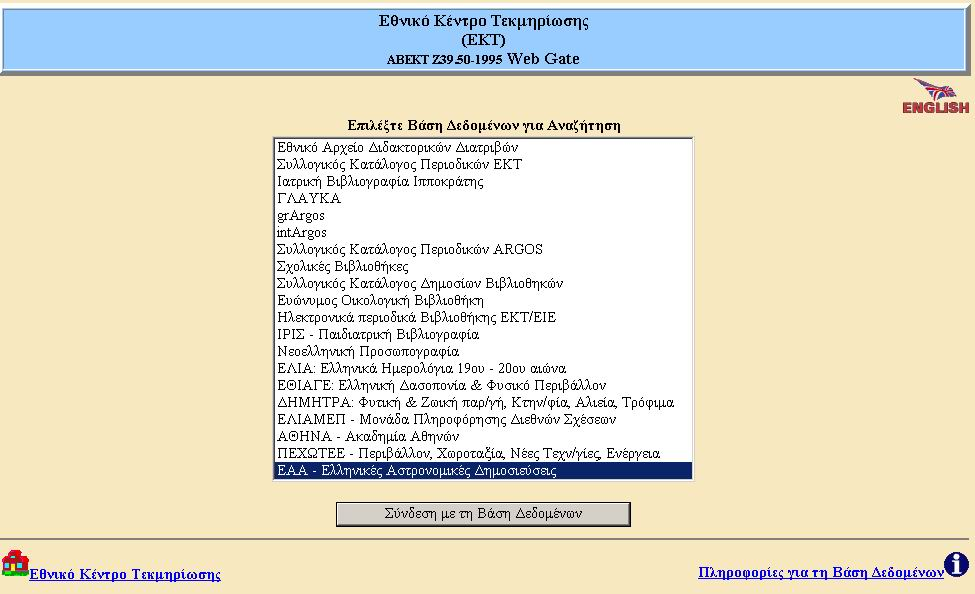 Εθνικό Κέντρο Τεκμηρίωσης
(ΕΚΤ)
ΑΒΕΚΤ Z39.50-1995 Web Gate
ENGLISH
Επιλέξτε Βάση Δεδομένων για Αναζήτηση
Εθνικό Αρχείο Διδακτορικών Διατριβών
Συλλογικός Κατάλογος Περιοδικών ΕΚΤ
Ιατρική Βιβλιογραφία Ιπποκράτης
ΓΛΑΥΚΑ
grArgos
intArgos
Συλλογικός Κατάλογος Περιοδικών ARGOS
Σχολικές Βιβλιοθήκες
Συλλογικός Κατάλογος Δημοσίων Βιβλιοθηκών
Ευώνυμος Οικολογική Βιβλιοθήκη
Ηλεκτρονικά περιοδικά Βιβλιοθήκης ΕΚΤ/ΕΙΕ
ΙΡΙΣ - Παιδιατρική Βιβλιογραφία
Νεοελληνική Προσωπογραφία
ΕΛΙΑ: Ελληνικά Ημερολόγια 19ου - 20ου αιώνα
ΕΘΙΑΓΕ: Ελληνική Δασοπονία & Φυσικό Περιβάλλον
ΔΗΜΗΤΡΑ: Φυτική & Ζωική παρ/γή, Κτην/φία, Αλιεία, Τρόφιμα
ΕΛΙΑΜΕΠ - Μονάδα Πληροφόρησης Διεθνών Σχέσεων
ΑΘΗΝΑ - Ακαδημία Αθηνών
ΠΕΧΩΤΕΕ - Περιβάλλον, Χωροταξία, Νέες Τεχν/γίες, Ενέργεια
ΕΑΑ - Ελληνικές Αστρονομικές Δημοσιεύσεις
Σύνδεση με τη Βάση Δεδομένων
Εθνικό Κέντρο Τεκμηρίωσης
Πληροφορίες για τη Βάση Δεδομένων